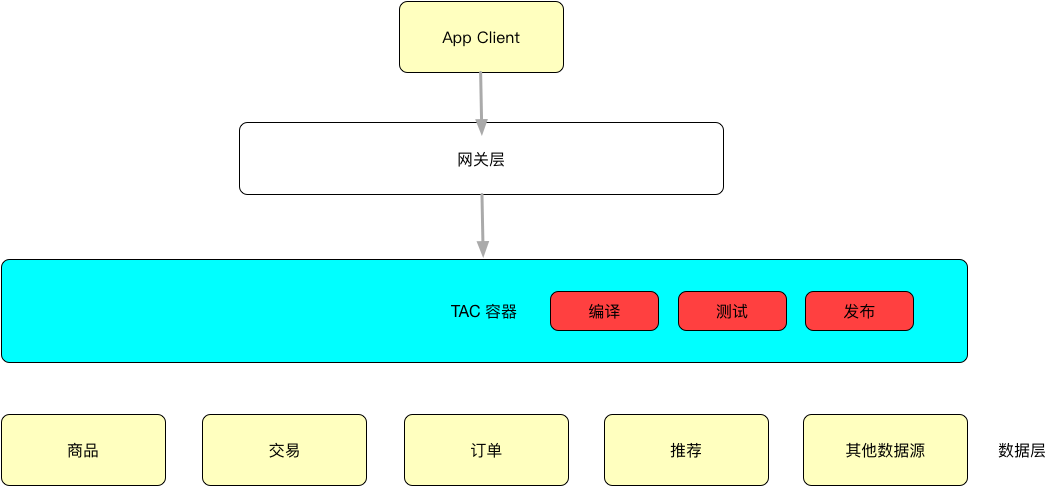 App Client
网关层
TAC 容器
编译
测试
发布
商品
交易
订单
推荐
其他数据源
数据层